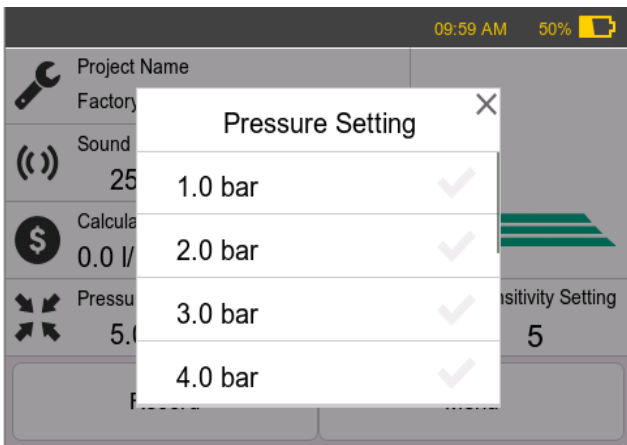 09:59 AM 50%
Project Name
Factory
Pressure Setting
Sound
25
1.0 bar
Calcula
0.0 l/
2.0 bar
Pressu
sitivity Setting
5.
3.0 bar
5
4.0 bar